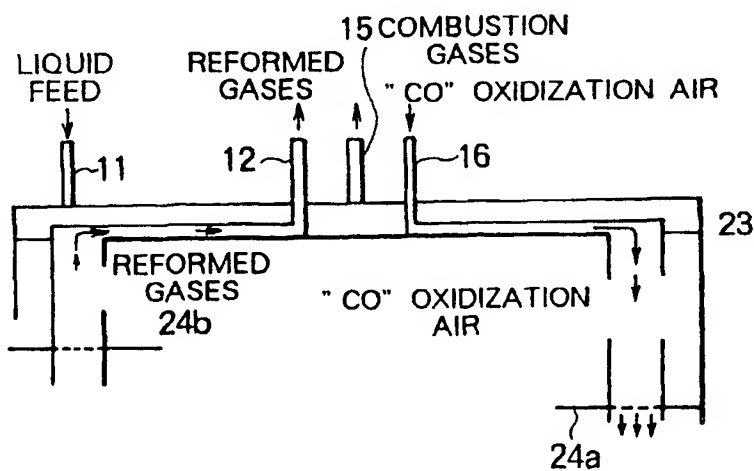 15 COMBUSTION
GASES
LIQUID
FEED
REFORMED
GASES
" CO" OXIDIZATION AIR
11
12
16
23
REFORMED
GASES
24b
"CO" OXIDIZATION
AIR
24a